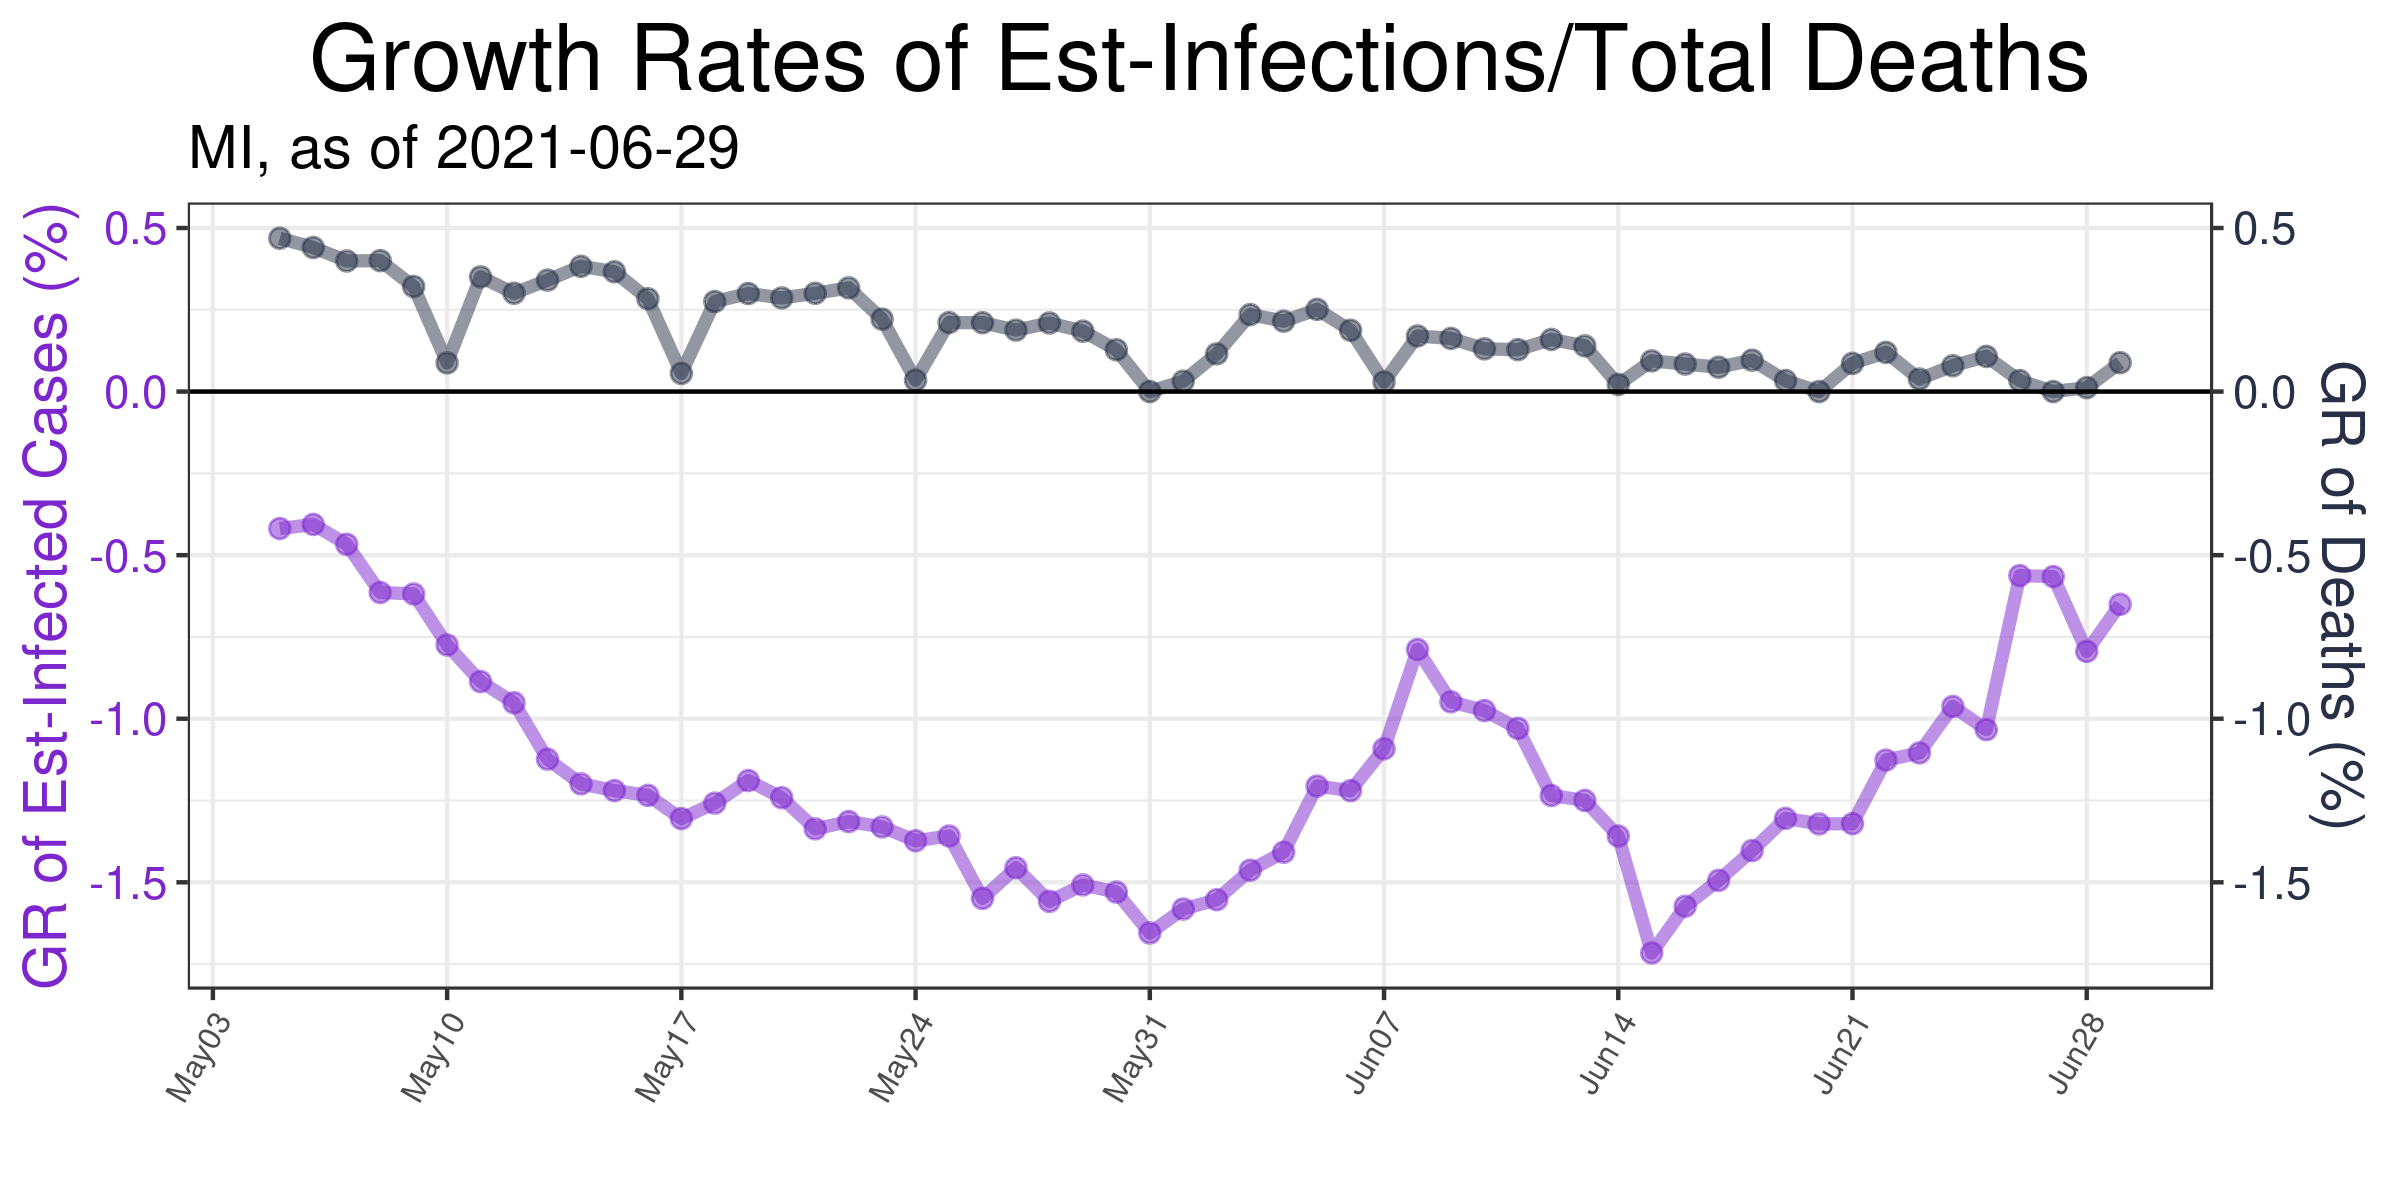 Growth Rates of Est-Infections/Total Deaths
MI, as of 2021-06-29
GR of Est-Infected Cases (%)
0.5
0.0
-0.5
-1.0
-1.5
0.5
0.0
-0.5
-1.0
-1.5
GR of Deaths (%)
May03
May10
May17
May24
May31
Jun07
Jun14
Jun21
Jun28